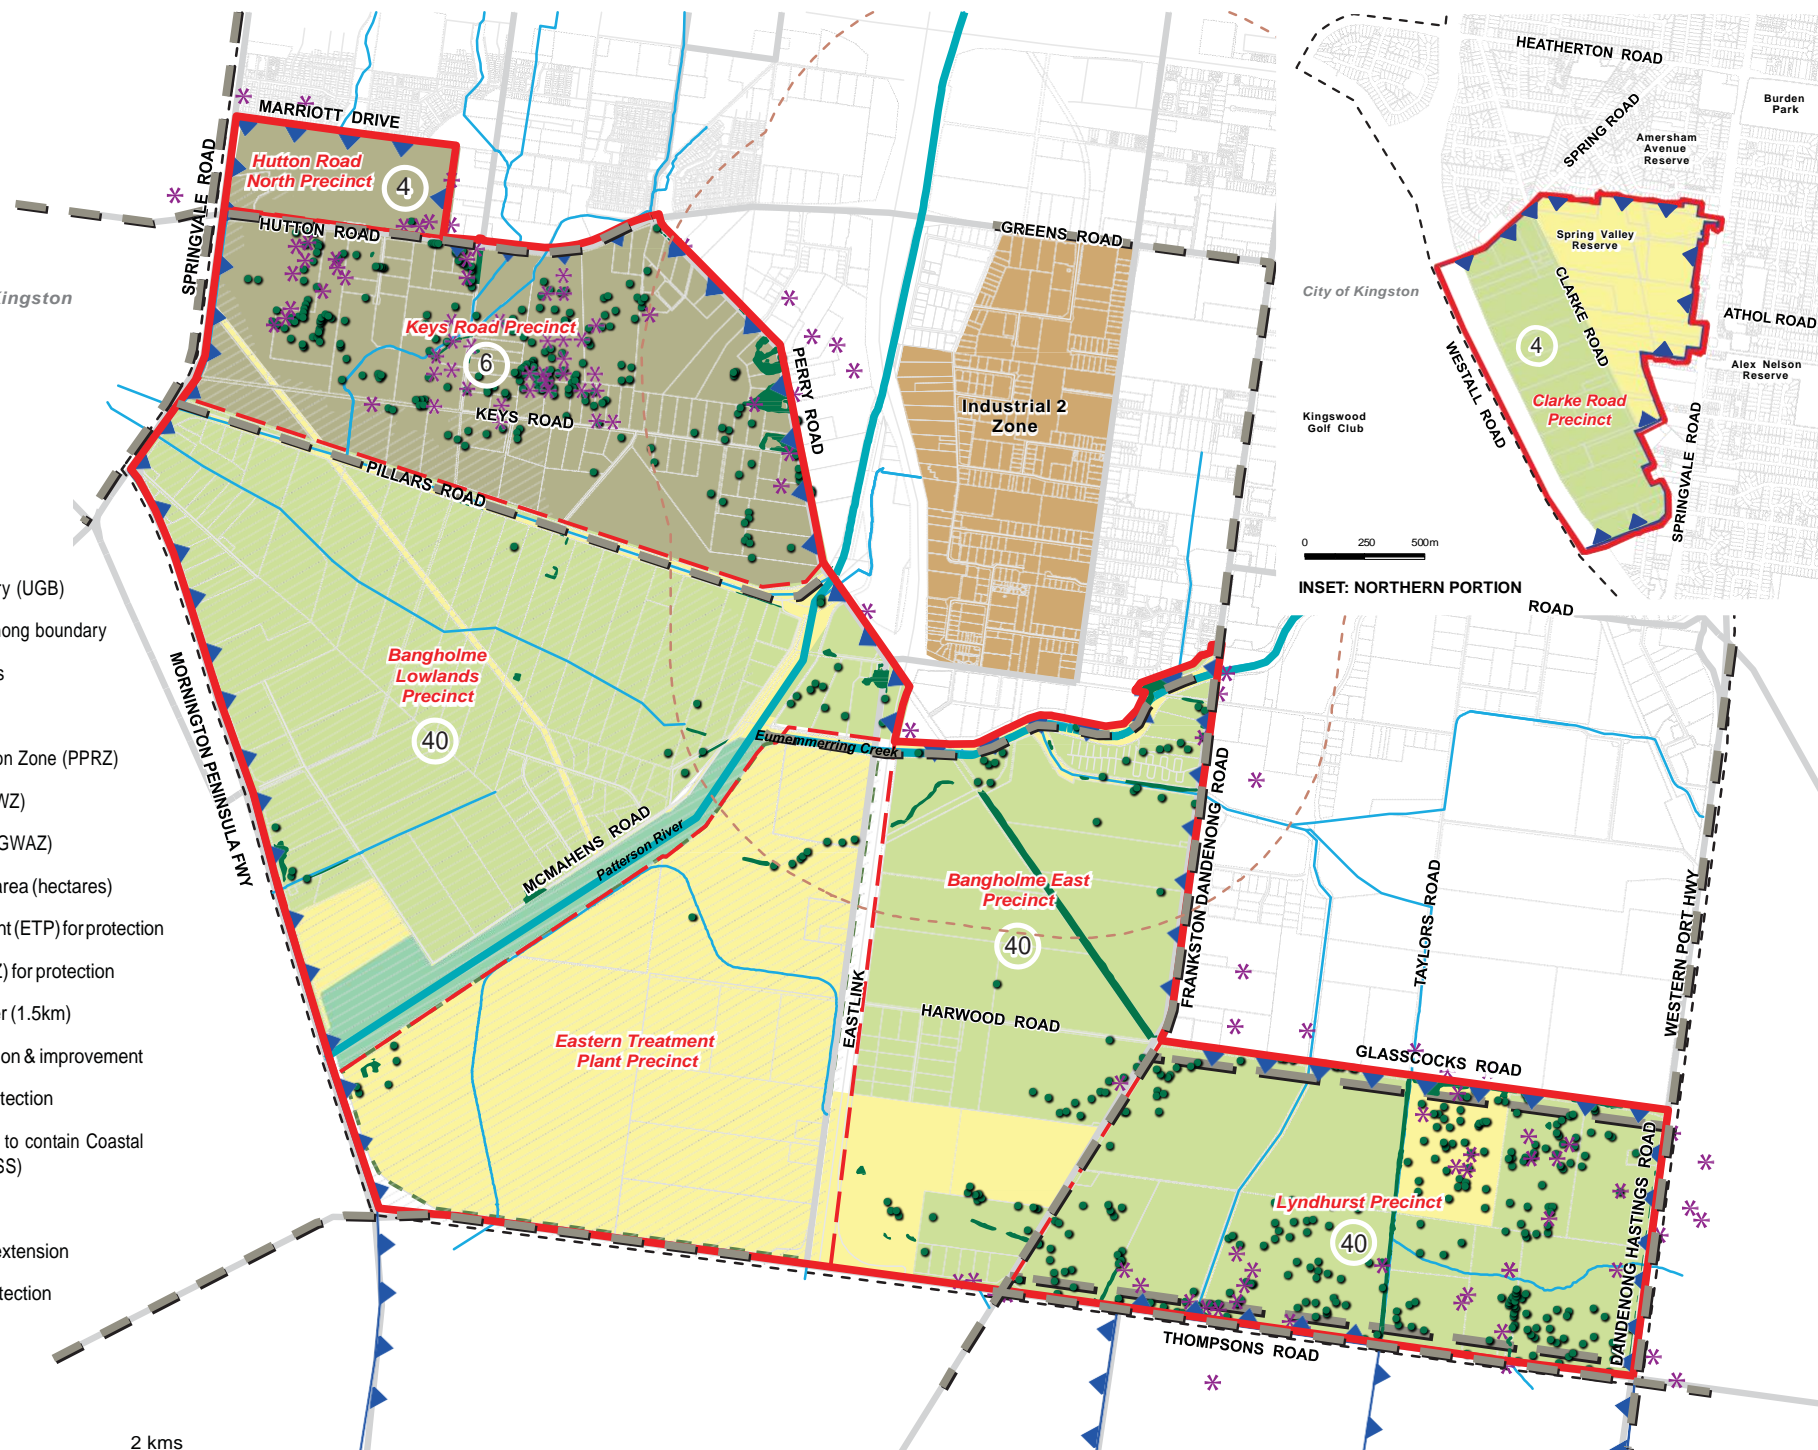 HEATHERTON ROAD
SPRING ROAD
Burden
Park
Amersham
Avenue
Reserve
MARRIOTT DRIVE
SPRINGVALE ROAD
Hutton Road
North Precinct
4
HUTTON ROAD
GREENS ROAD
Spring Valley
Reserve
CLARKE ROAD
City of Kingston
ATHOL ROAD
4
WESTALL ROAD
Alex Nelson
Reserve
Clarke Road
Precinct
Kingswood
Golf Club
SPRINGVALE ROAD
0 250 500m
INSET: NORTHERN PORTION
ROAD
Kingston
Keys Road Precinct
6
KEYS ROAD
PERRY ROAD
Industrial 2
Zone
PILLARS ROAD
ry (UGB)
nong boundary
s
on Zone (PPRZ)
WZ)
GWAZ)
area (hectares)
nt (ETP) for protection
Z) for protection
er (1.5km)
on & improvement
tection
to contain Coastal
SS)
extension
tection
2 kms
MORNINGTON PENINSULA FWY
Bangholme
Lowlands
Precinct
40
Eumemmerring Creek
MCMAHENS ROAD
Patterson River
Bangholme East
Precinct
40
FRANKSTON DANDENONG ROAD
TAYLORS ROAD
WESTERN PORT HWY
EASTLINK
HARWOOD ROAD
Eastern Treatment
Plant Precinct
GLASSCOCKS ROAD
Lyndhurst Precinct
40
DANDENONG HASTINGS ROAD
THOMPSONS ROAD